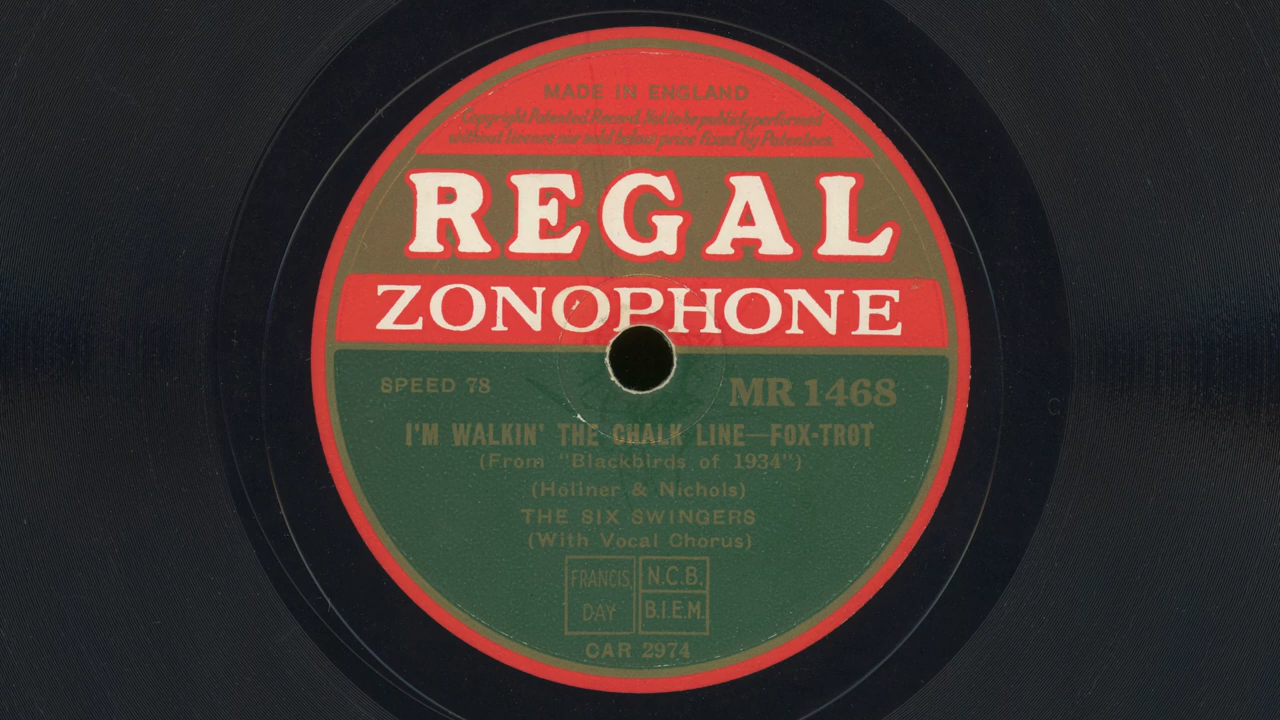 MADE IN ENGLAND
Copyright Patented Record. Not to be publicly performed
without licence nor sold below price fixed by Patentees.
REGAL
ZONOPHONE
SPEED 78
MR 1468
I'M WALKIN' THE CHALK LINE—FOX-TROT
(From "Blackbirds of 1934")
(Hollner & Nichols)
THE SIX SWINGERS
(With Vocal Chorus)
FRANCIS, DAY
N.C.B.
B.I.E.M.
CAR 2974